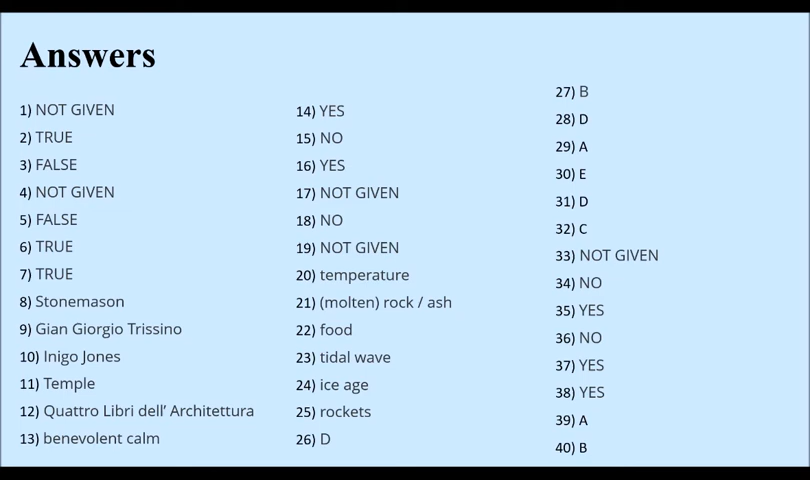 Answers
1) NOT GIVEN
2) TRUE
3) FALSE
4) NOT GIVEN
5) FALSE
6) TRUE
7) TRUE
8) Stonemason
9) Gian Giorgio Trissino
10) Inigo Jones
11) Temple
12) Quattro Libri dell’ Architettura
13) benevolent calm
14) YES
15) NO
16) YES
17) NOT GIVEN
18) NO
19) NOT GIVEN
20) temperature
21) (molten) rock / ash
22) food
23) tidal wave
24) ice age
25) rockets
26) D
27) B
28) D
29) A
30) E
31) D
32) C
33) NOT GIVEN
34) NO
35) YES
36) NO
37) YES
38) YES
39) A
40) B